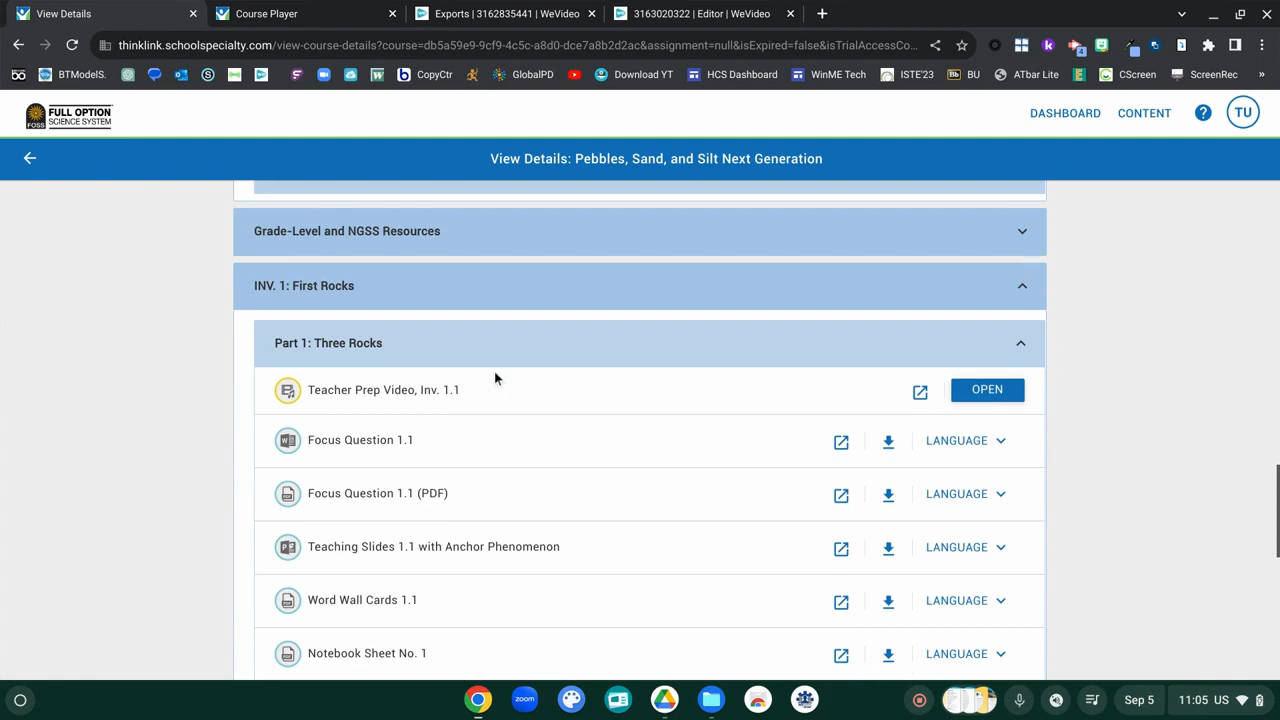 View Details
Course Player
Exports | 3162835441 | WeVideo
3163020322 | Editor | WeVideo
thinklink.schoolspecialty.com/view-course-details?course=db5a59e9-9cf9-4c5c-a8d0-dce7a8b2d2ac&assignment=null&isExpired=false&isTrialAccessCo...
4
BTModelS.
CopyCtr
GlobalPD
Download YT
HCS Dashboard
WinME Tech
ISTE'23
Bb BU
ATbar Lite
CScreen
ScreenRec
»
FOSS
FULL OPTION
SCIENCE SYSTEM
DASHBOARD
CONTENT
?
TU
View Details: Pebbles, Sand, and Silt Next Generation
Grade-Level and NGSS Resources
INV. 1: First Rocks
Part 1: Three Rocks
Teacher Prep Video, Inv. 1.1
OPEN
Focus Question 1.1
LANGUAGE
Focus Question 1.1 (PDF)
LANGUAGE
Teaching Slides 1.1 with Anchor Phenomenon
LANGUAGE
Word Wall Cards 1.1
LANGUAGE
Notebook Sheet No. 1
LANGUAGE
zoom
Sep 5
11:05 US